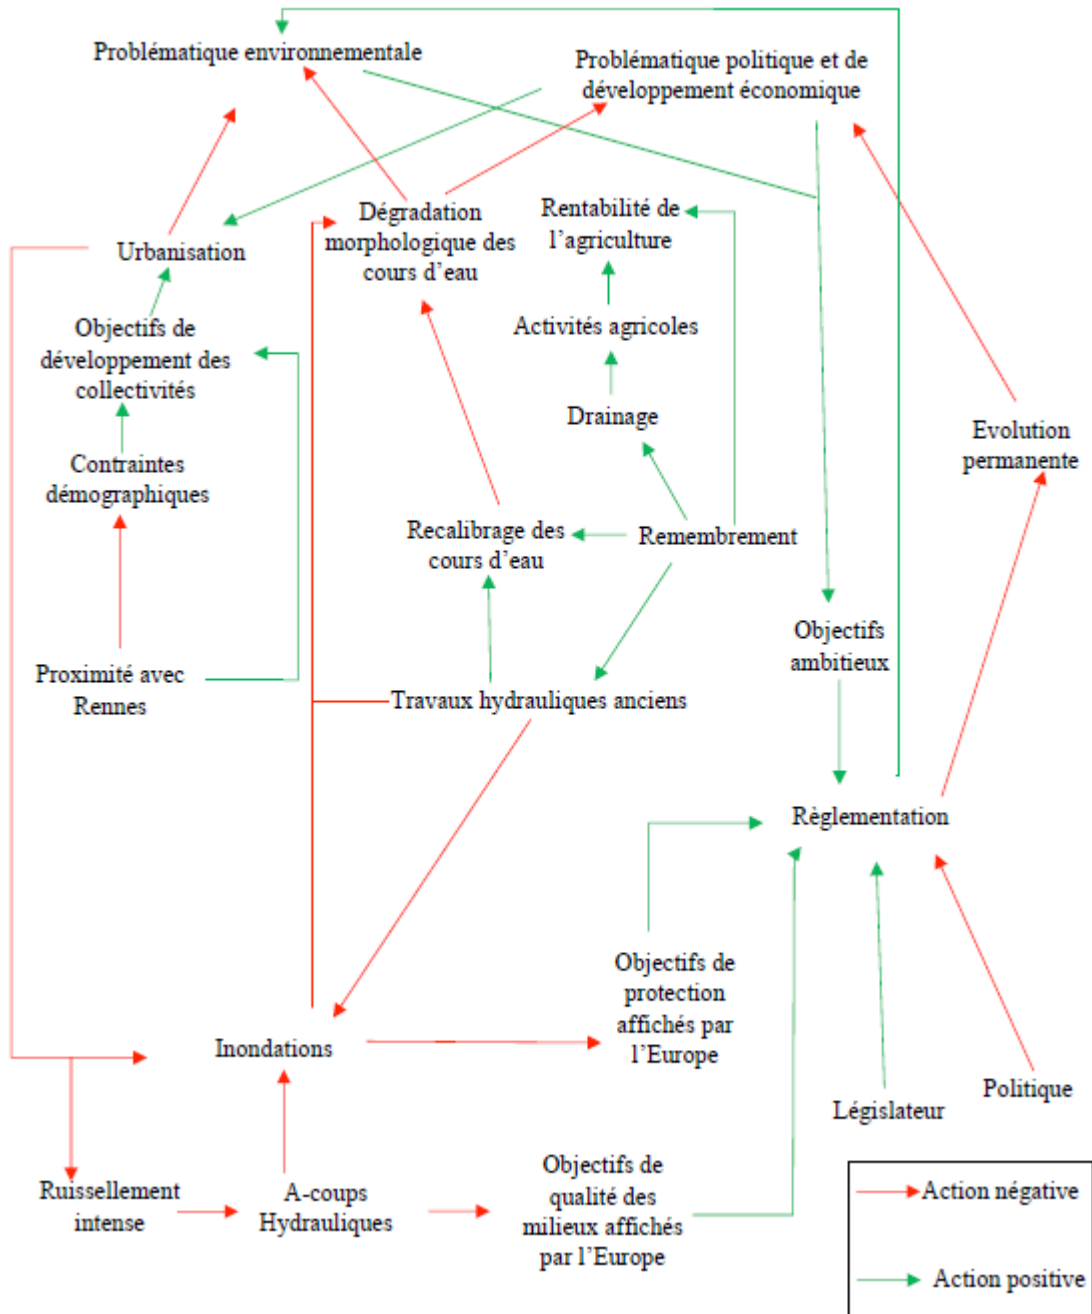 Problématique environnementale
Problématique politique et de
développement économique
Urbanisation
Dégradation
morphologique des
cours d’eau
Rentabilité de
l’agriculture
Objectifs de
développement des
collectivités
Activités agricoles
Drainage
Evolution
permanente
Contraintes
démographiques
Recalibrage des
cours d’eau
Remembrement
Objectifs
ambitieux
Proximité avec
Rennes
Travaux hydrauliques anciens
Règlementation
Objectifs de
protection
affichés par
l’Europe
Inondations
Législateur
Politique
Ruissellement
intense
A-coups
Hydrauliques
Objectifs de
qualité des
milieux affichés
par l’Europe
Action négative
Action positive